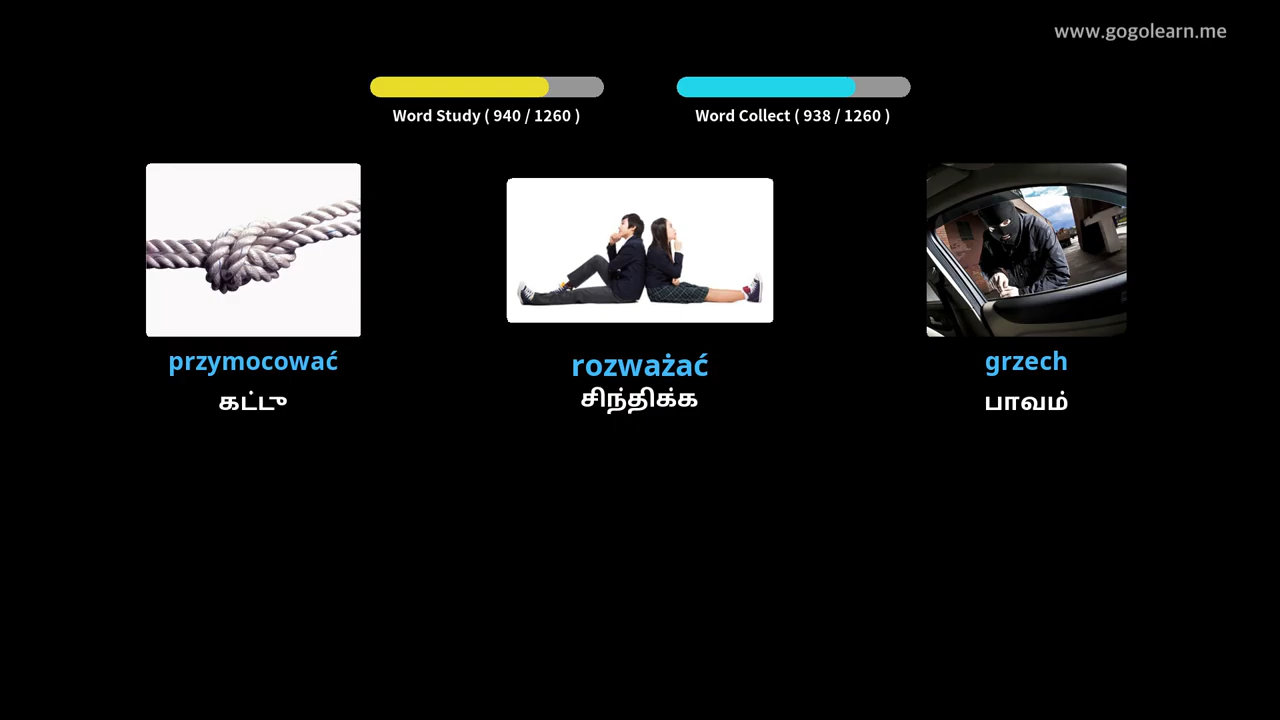 www.gogolearn.me
Word Study ( 940 / 1260 )
Word Collect ( 938 / 1260 )
przymocować
கட்டு
rozważać
சிந்திக்க
grzech
பாவம்